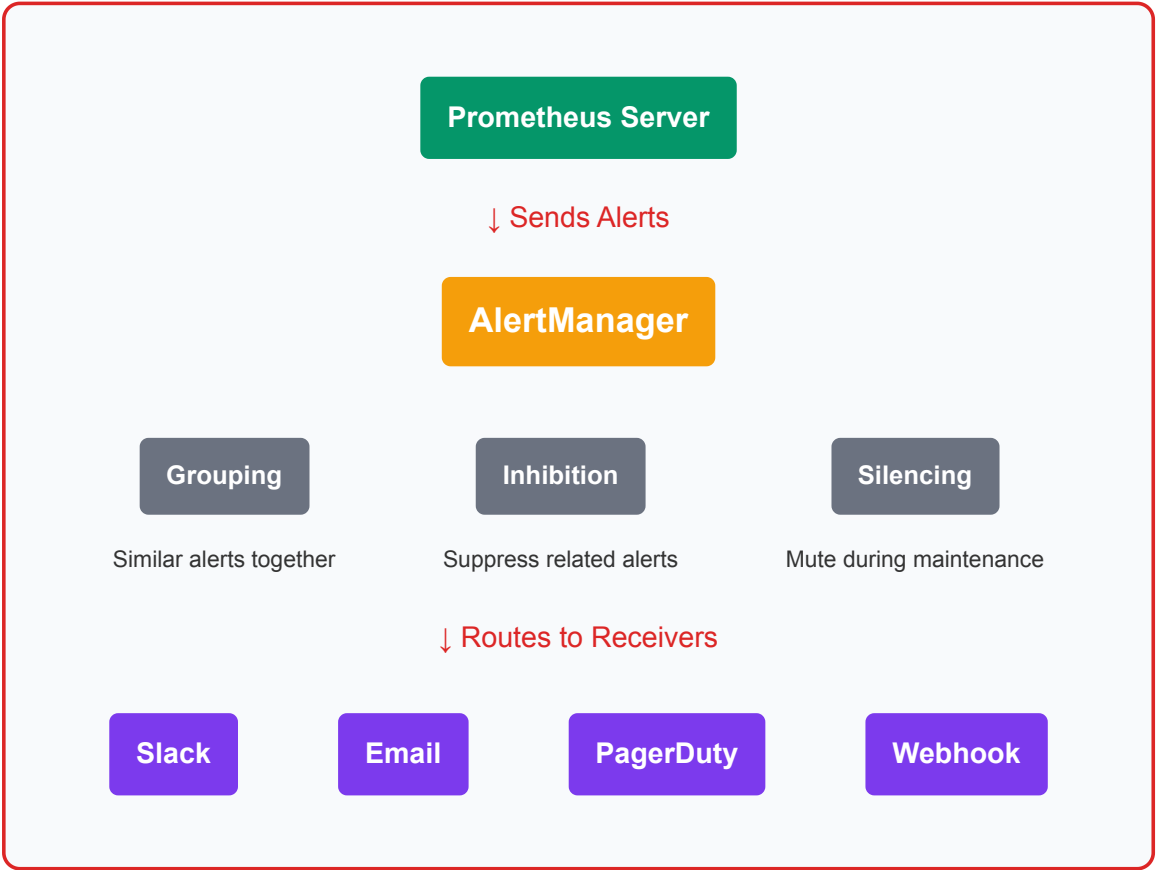 Prometheus Server
↓ Sends Alerts
AlertManager
Grouping
Inhibition
Silencing
Similar alerts together
Suppress related alerts
Mute during maintenance
↓ Routes to Receivers
Slack
Email
PagerDuty
Webhook